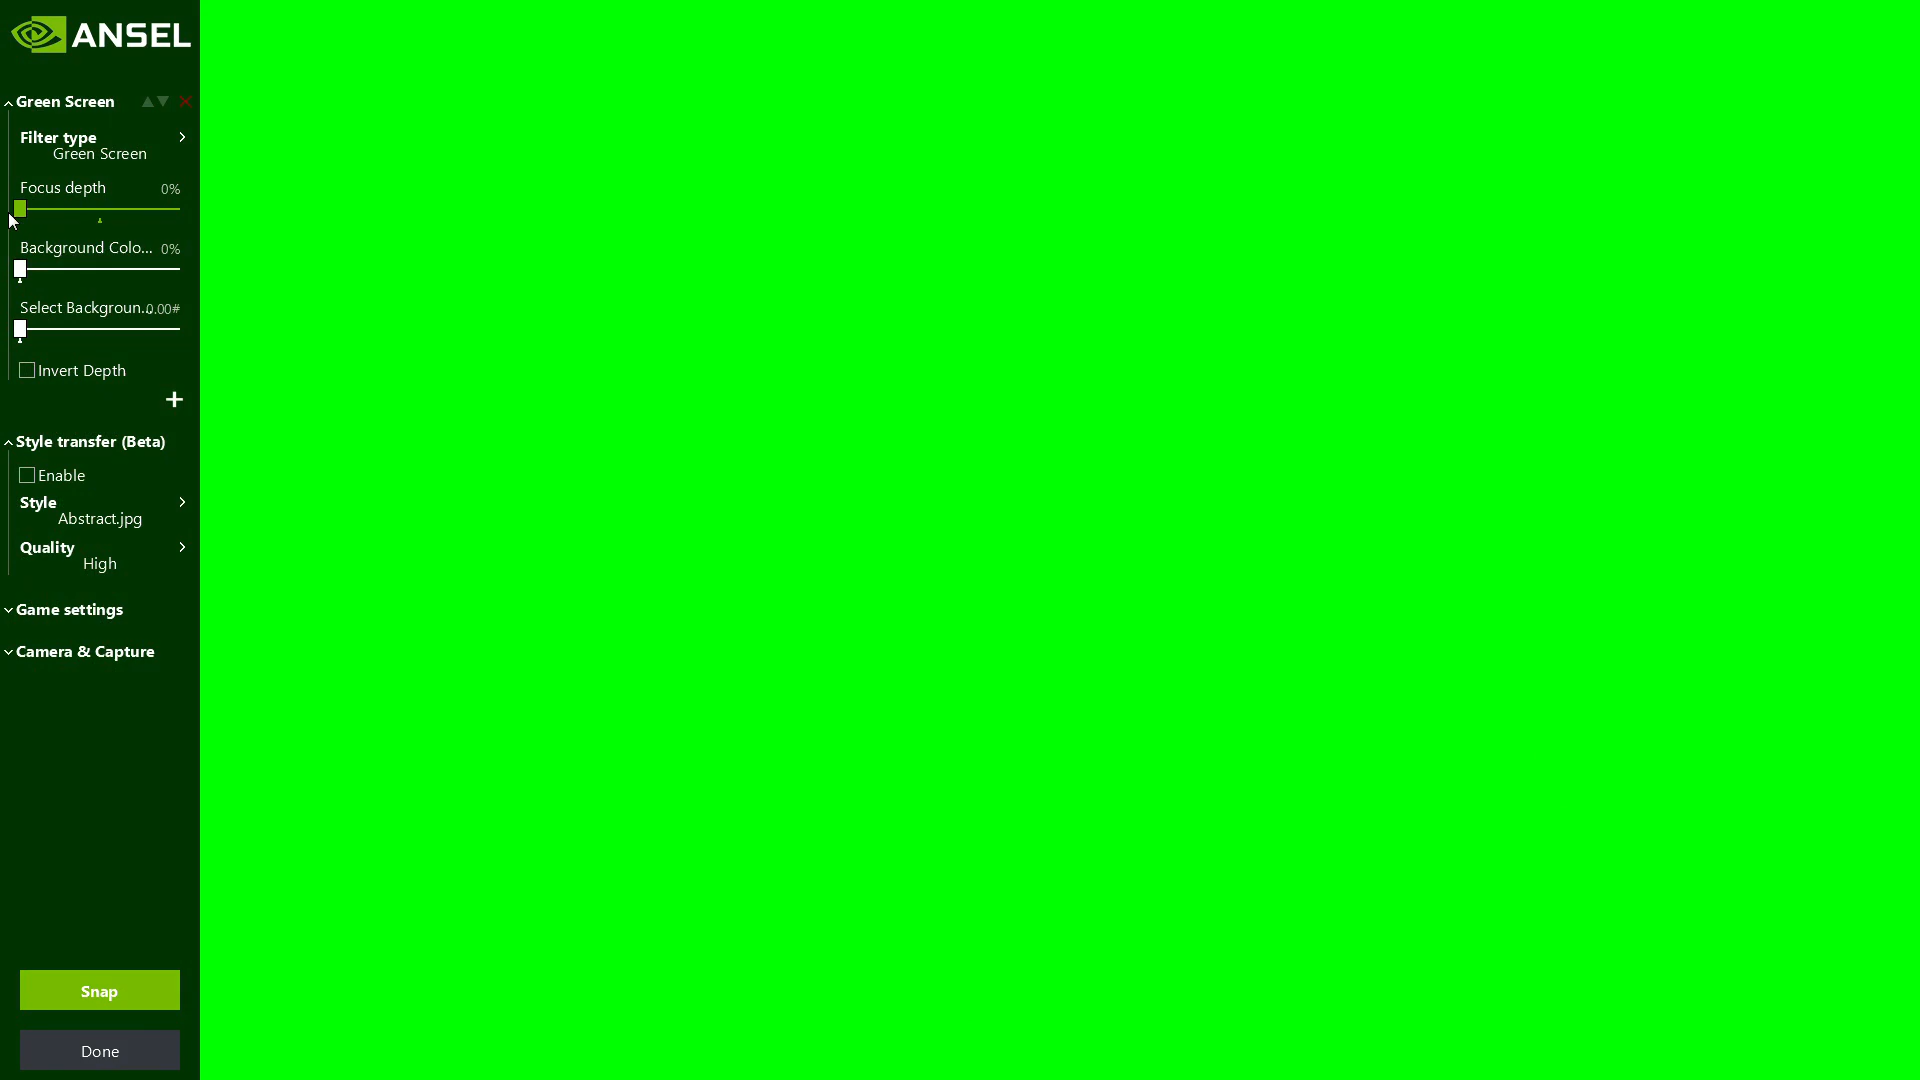 ANSEL
Green Screen
Filter type
Green Screen
Focus depth 0%
Background Colo... 0%
Select Backgroun... 0.00#
Invert Depth
+
Style transfer (Beta)
Enable
Style
Abstract.jpg
Quality
High
Game settings
Camera & Capture
Snap
Done